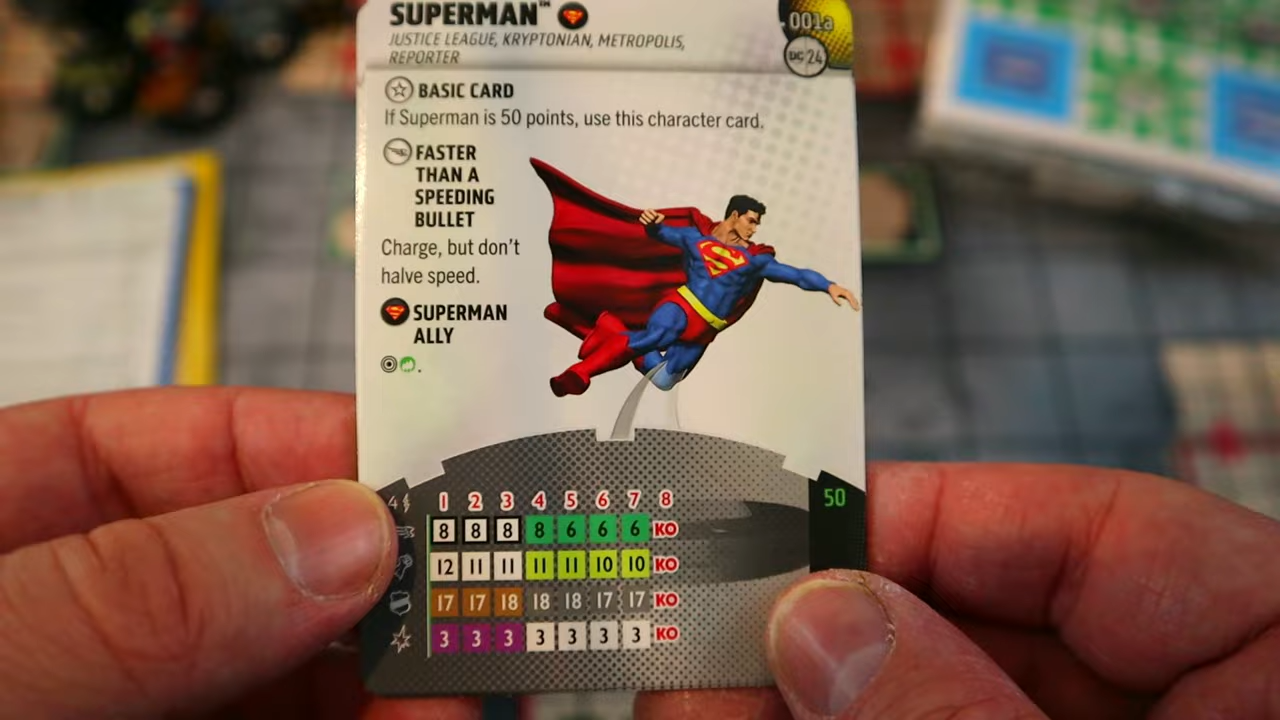 SUPERMAN™
001a
JUSTICE LEAGUE, KRYPTONIAN, METROPOLIS,
REPORTER
DC 24
BASIC CARD
If Superman is 50 points, use this character card.
FASTER
THAN A
SPEEDING
BULLET
Charge, but don't
halve speed.
SUPERMAN
ALLY
.
50
4 1 2 3 4 5 6 7 8
8 8 8 8 6 6 6 KO
12 11 11 11 11 10 10 KO
17 17 18 18 18 17 17 KO
3 3 3 3 3 3 3 KO